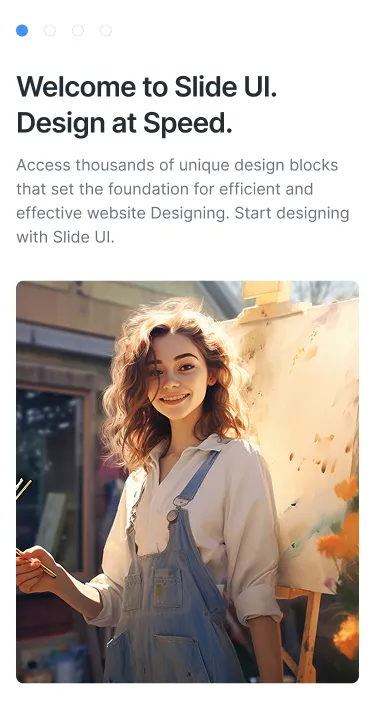 Welcome to Slide UI.
Design at Speed.
Access thousands of unique design blocks
that set the foundation for efficient and
effective website Designing. Start designing
with Slide UI.